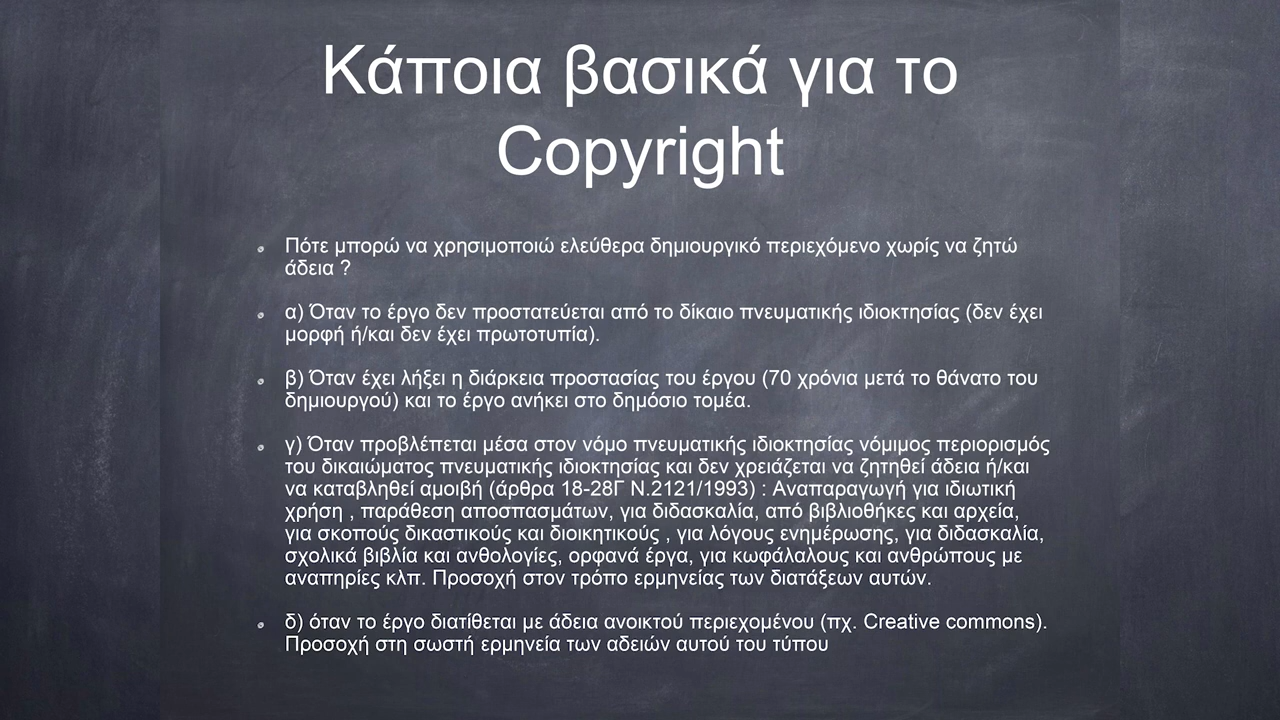 Κάποια βασικά για το
Copyright
Πότε μπορώ να χρησιμοποιώ ελεύθερα δημιουργικό περιεχόμενο χωρίς να ζητώ
άδεια ?
α) Όταν το έργο δεν προστατεύεται από το δίκαιο πνευματικής ιδιοκτησίας (δεν έχει
μορφή ή/και δεν έχει πρωτοτυπία).
β) Όταν έχει λήξει η διάρκεια προστασίας του έργου (70 χρόνια μετά το θάνατο του
δημιουργού) και το έργο ανήκει στο δημόσιο τομέα.
γ) Όταν προβλέπεται μέσα στον νόμο πνευματικής ιδιοκτησίας νόμιμος περιορισμός
του δικαιώματος πνευματικής ιδιοκτησίας και δεν χρειάζεται να ζητηθεί άδεια ή/και
να καταβληθεί αμοιβή (άρθρα 18-28Γ Ν.2121/1993) : Αναπαραγωγή για ιδιωτική
χρήση , παράθεση αποσπασμάτων, για διδασκαλία, από βιβλιοθήκες και αρχεία,
για σκοπούς δικαστικούς και διοικητικούς , για λόγους ενημέρωσης, για διδασκαλία,
σχολικά βιβλία και ανθολογίες, ορφανά έργα, για κωφάλαλους και ανθρώπους με
αναπηρίες κλπ. Προσοχή στον τρόπο ερμηνείας των διατάξεων αυτών.
δ) όταν το έργο διατίθεται με άδεια ανοικτού περιεχομένου (πχ. Creative commons).
Προσοχή στη σωστή ερμηνεία των αδειών αυτού του τύπου